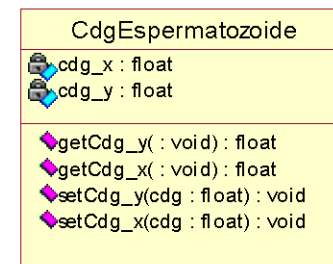 CdgEspermatozoide
cdg_x : float
cdg_y : float
getCdg_y( : void) : float
getCdg_x( : void) : float
setCdg_y(cdg : float) : void
setCdg_x(cdg : float) : void